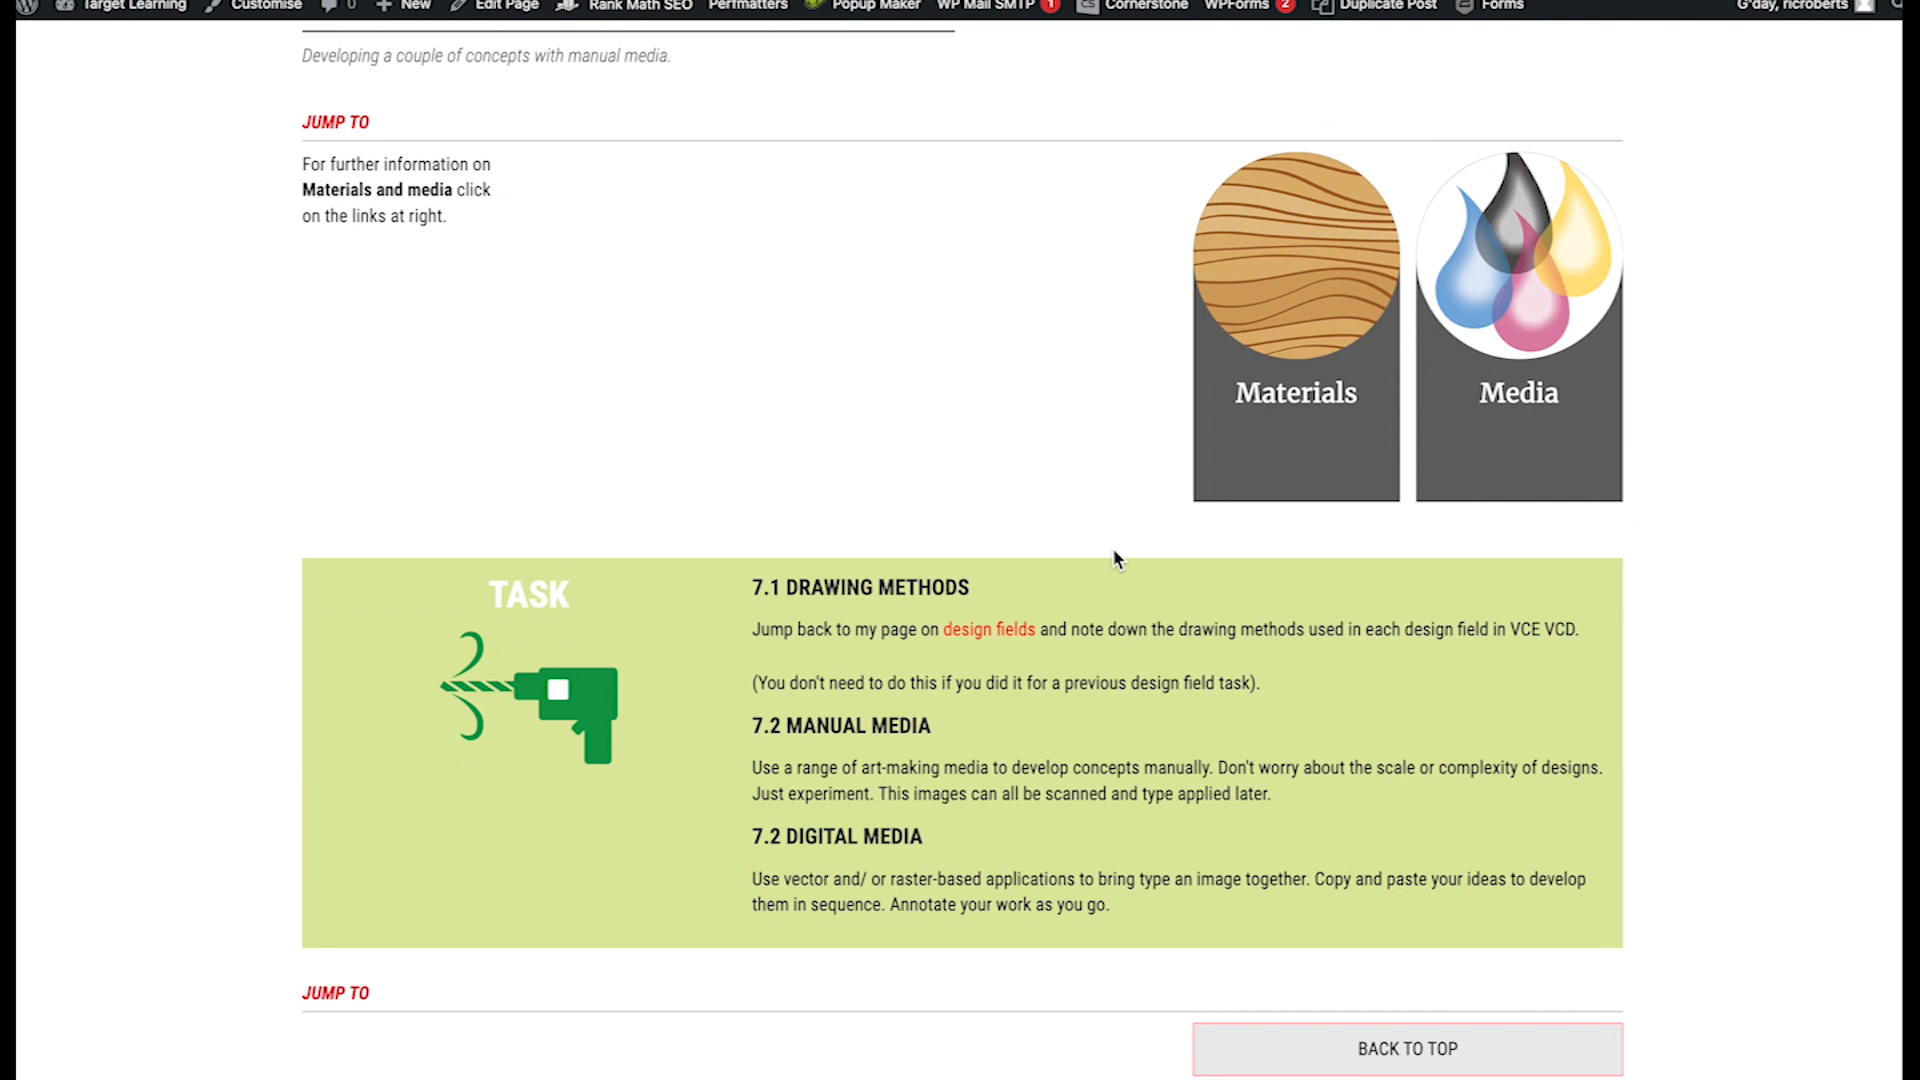 Target Learning Customise 0 New Edit Page Rank Math SEO Perfmatters Popup Maker WP Mail SMTP 1 CS Cornerstone WPForms 2 Duplicate Post Forms G'day, ricroberts
Developing a couple of concepts with manual media.
JUMP TO
For further information on
Materials and media click
on the links at right.
Materials
Media
TASK
7.1 DRAWING METHODS
Jump back to my page on design fields and note down the drawing methods used in each design field in VCE VCD.
(You don't need to do this if you did it for a previous design field task).
7.2 MANUAL MEDIA
Use a range of art-making media to develop concepts manually. Don't worry about the scale or complexity of designs.
Just experiment. This images can all be scanned and type applied later.
7.2 DIGITAL MEDIA
Use vector and/ or raster-based applications to bring type an image together. Copy and paste your ideas to develop
them in sequence. Annotate your work as you go.
JUMP TO
BACK TO TOP